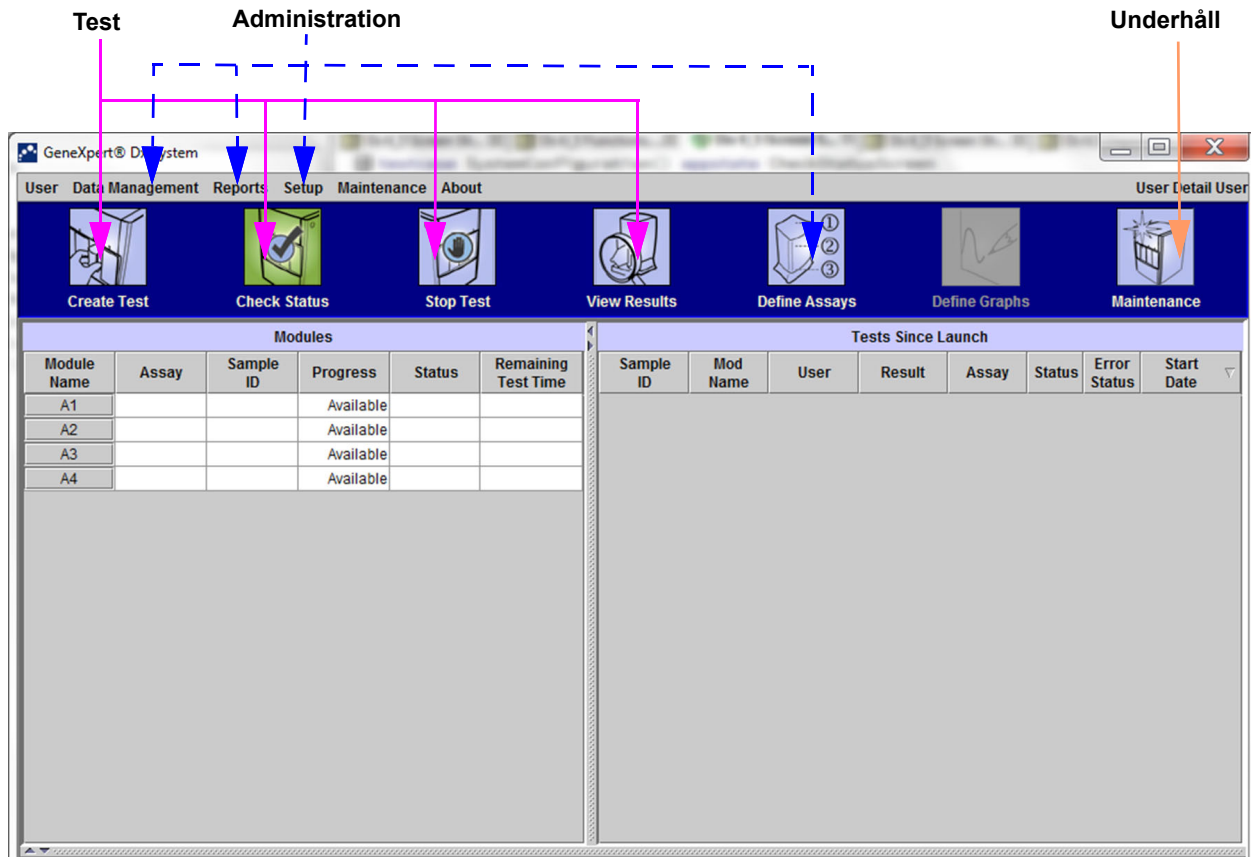 Test Administration Underhåll
GeneXpert® Dx System
User Data Management Reports Setup Maintenance About User Detail User
Create Test Check Status Stop Test View Results Define Assays Define Graphs Maintenance
①
②
③
Modules
Module Name Assay Sample ID Progress Status Remaining Test Time
A1 Available
A2 Available
A3 Available
A4 Available
Tests Since Launch
Sample ID Mod Name User Result Assay Status Error Status Start Date